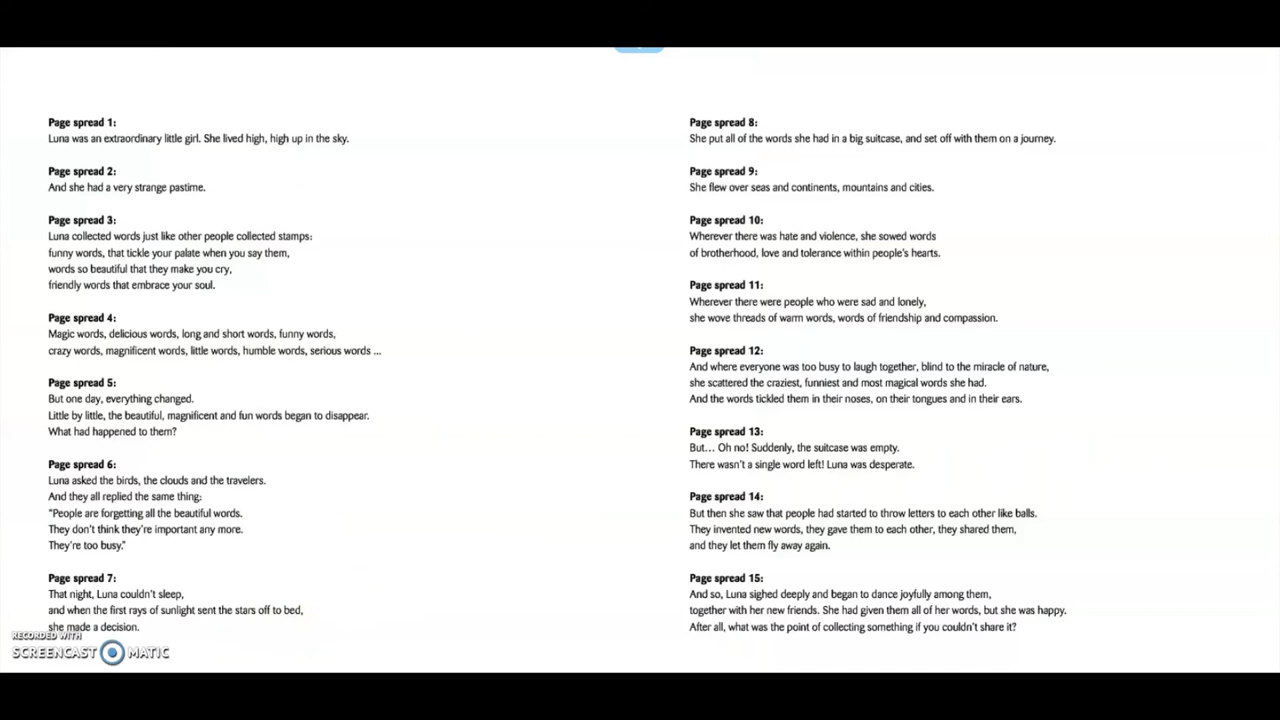 Page spread 1:
Luna was an extraordinary little girl. She lived high, high up in the sky.
Page spread 2:
And she had a very strange pastime.
Page spread 3:
Luna collected words just like other people collected stamps:
funny words, that tickle your palate when you say them,
words so beautiful that they make you cry,
friendly words that embrace your soul.
Page spread 4:
Magic words, delicious words, long and short words, funny words,
crazy words, magnificent words, little words, humble words, serious words ...
Page spread 5:
But one day, everything changed.
Little by little, the beautiful, magnificent and fun words began to disappear.
What had happened to them?
Page spread 6:
Luna asked the birds, the clouds and the travelers.
And they all replied the same thing:
"People are forgetting all the beautiful words.
They don't think they're important any more.
They're too busy."
Page spread 7:
That night, Luna couldn't sleep,
and when the first rays of sunlight sent the stars off to bed,
she made a decision.
Page spread 8:
She put all of the words she had in a big suitcase, and set off with them on a journey.
Page spread 9:
She flew over seas and continents, mountains and cities.
Page spread 10:
Wherever there was hate and violence, she sowed words
of brotherhood, love and tolerance within people's hearts.
Page spread 11:
Wherever there were people who were sad and lonely,
she wove threads of warm words, words of friendship and compassion.
Page spread 12:
And where everyone was too busy to laugh together, blind to the miracle of nature,
she scattered the craziest, funniest and most magical words she had.
And the words tickled them in their noses, on their tongues and in their ears.
Page spread 13:
But... Oh no! Suddenly, the suitcase was empty.
There wasn't a single word left! Luna was desperate.
Page spread 14:
But then she saw that people had started to throw letters to each other like balls.
They invented new words, they gave them to each other, they shared them,
and they let them fly away again.
Page spread 15:
And so, Luna sighed deeply and began to dance joyfully among them,
together with her new friends. She had given them all of her words, but she was happy.
After all, what was the point of collecting something if you couldn't share it?
RECORDED WITH
SCREENCAST MATIC